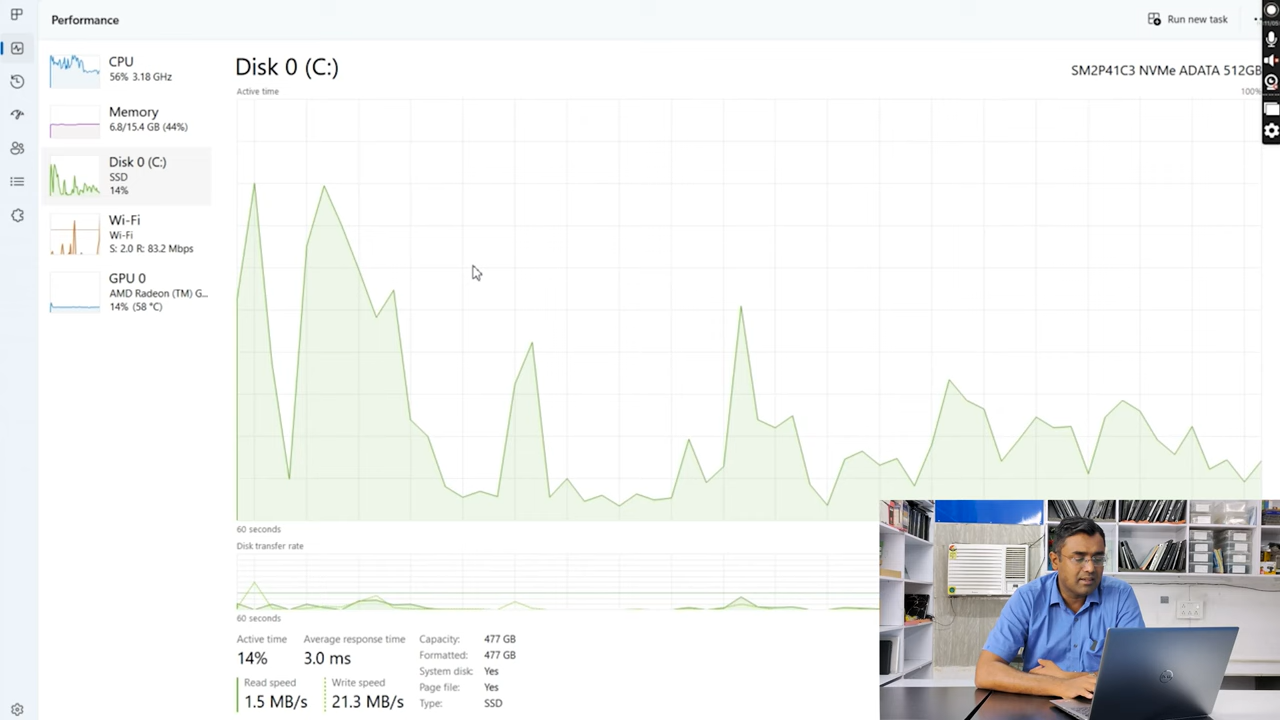 Performance
Run new task
CPU
56% 3.18 GHz
Memory
6.8/15.4 GB (44%)
Disk 0 (C:)
SSD
14%
Wi-Fi
Wi-Fi
S: 2.0 R: 83.2 Mbps
GPU 0
AMD Radeon (TM) G...
14% (58 °C)
Disk 0 (C:)
SM2P41C3 NVMe ADATA 512GB
Active time
100%
60 seconds
Disk transfer rate
60 seconds
Active time
14%
Average response time
3.0 ms
Read speed
1.5 MB/s
Write speed
21.3 MB/s
Capacity: 477 GB
Formatted: 477 GB
System disk: Yes
Page file: Yes
Type: SSD